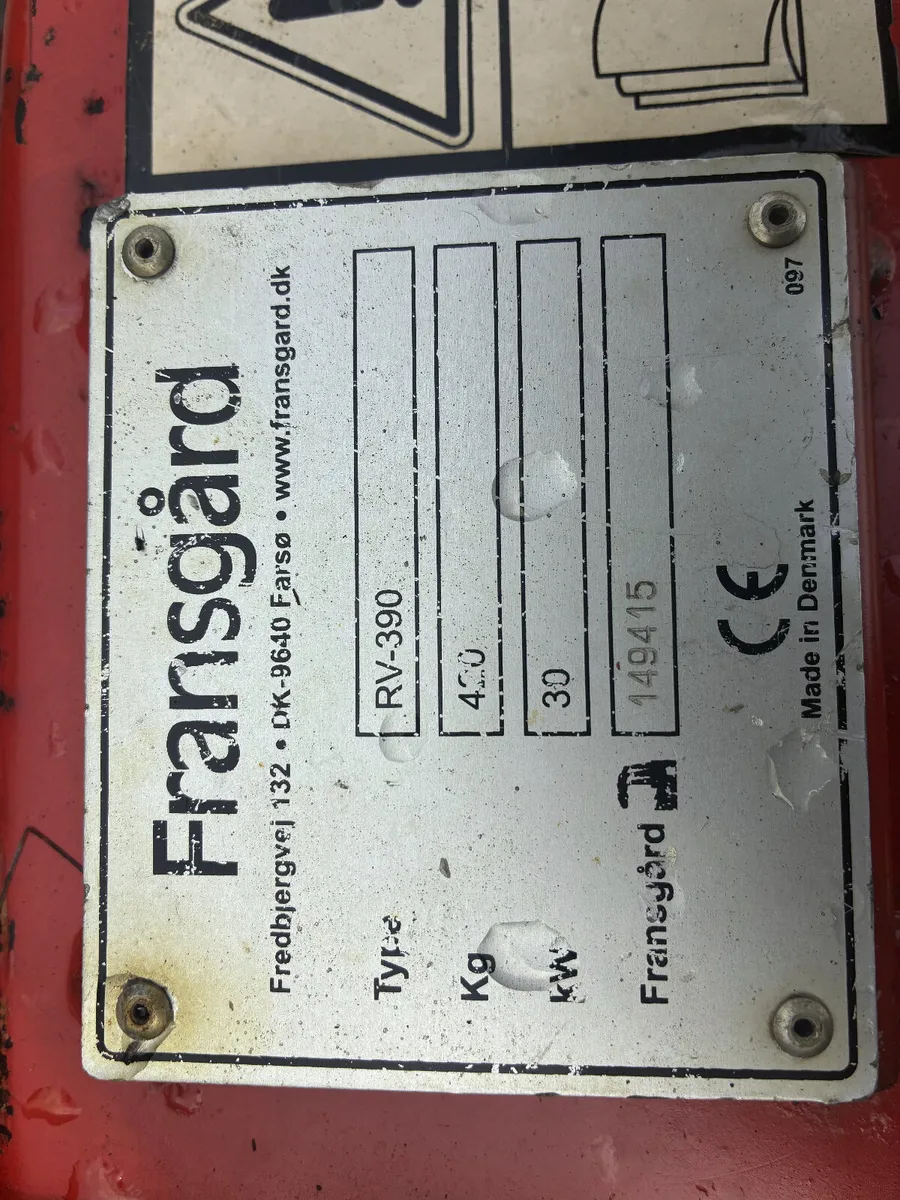 Fransgård
Fredbjergvej 132 • DK-9640 Farsø • www.fransgard.dk
Type RV-390
Kg
kW 30
Fransgård 149415
CE
Made in Denmark
097